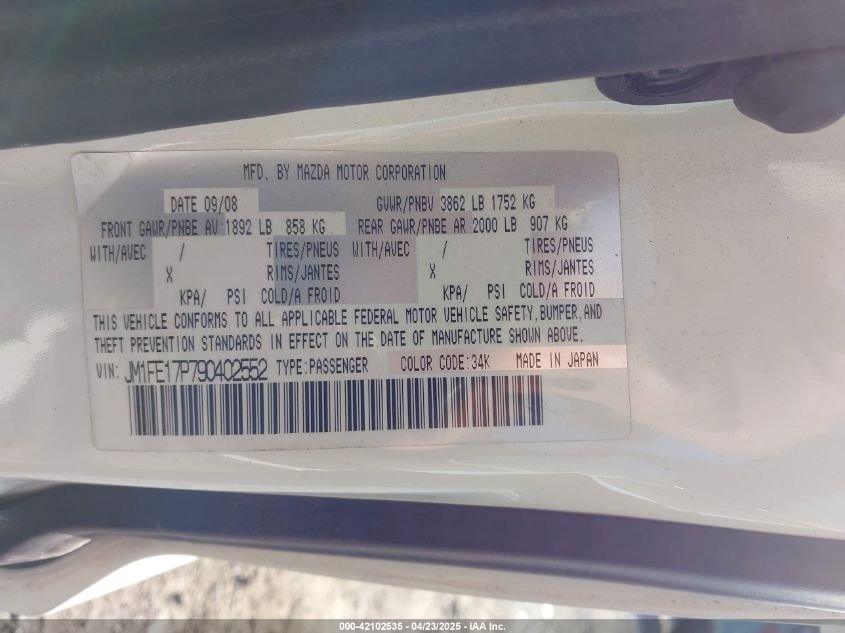 MFD. BY MAZDA MOTOR CORPORATION
DATE 09/08 GVWR/PNBV 3862 LB 1752 KG
FRONT GAWR/PNBE AV 1892 LB 858 KG REAR GAWR/PNBE AR 2000 LB 907 KG
WITH/AVEC / TIRES/PNEUS WITH/AVEC / TIRES/PNEUS
X RIMS/JANTES X RIMS/JANTES
KPA/ PSI COLD/A FROID KPA/ PSI COLD/A FROID
THIS VEHICLE CONFORMS TO ALL APPLICABLE FEDERAL MOTOR VEHICLE SAFETY,BUMPER,AND
THEFT PREVENTION STANDARDS IN EFFECT ON THE DATE OF MANUFACTURE SHOWN ABOVE.
VIN: JM1FE17P790402552 TYPE:PASSENGER COLOR CODE:34K MADE IN JAPAN
000-42102535 - 04/23/2025 - IAA Inc.